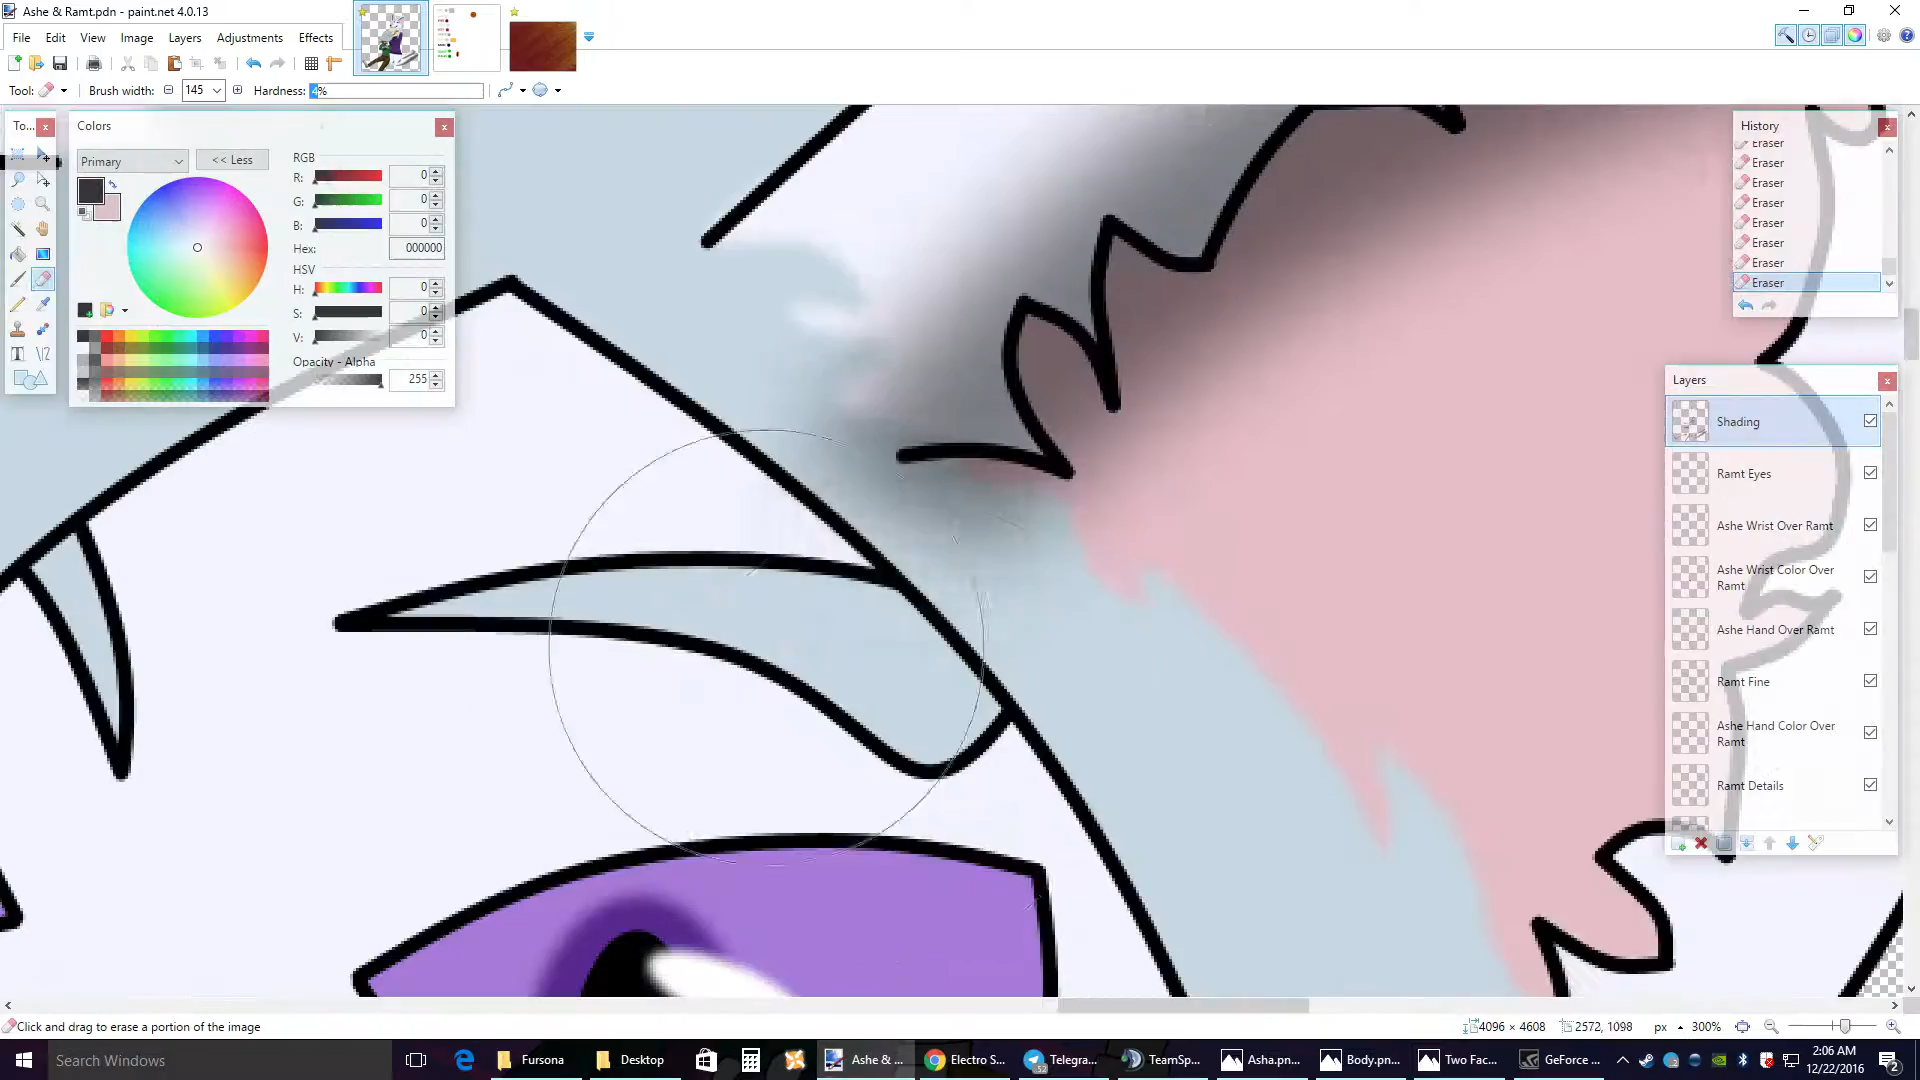 Ashe & Ramt.pdn - paint.net 4.0.13
File Edit View Image Layers Adjustments Effects
Tool: Brush width: 145 Hardness: 4%
To... Colors
Primary << Less
RGB
R: 0
G: 0
B: 0
Hex: 000000
HSV
H: 0
S: 0
V: 0
Opacity - Alpha
255
History
Eraser
Eraser
Eraser
Eraser
Eraser
Eraser
Eraser
Eraser
Layers
Shading
Ramt Eyes
Ashe Wrist Over Ramt
Ashe Wrist Color Over
Ramt
Ashe Hand Over Ramt
Ramt Fine
Ashe Hand Color Over
Ramt
Ramt Details
Click and drag to erase a portion of the image
4096 × 4608 2572, 1098 px 300%
Search Windows Fursona Desktop Ashe & ... Electro S... Telegra... TeamSp... Asha.pn... Body.pn... Two Fac... GeForce ... 2:06 AM
12/22/2016 2